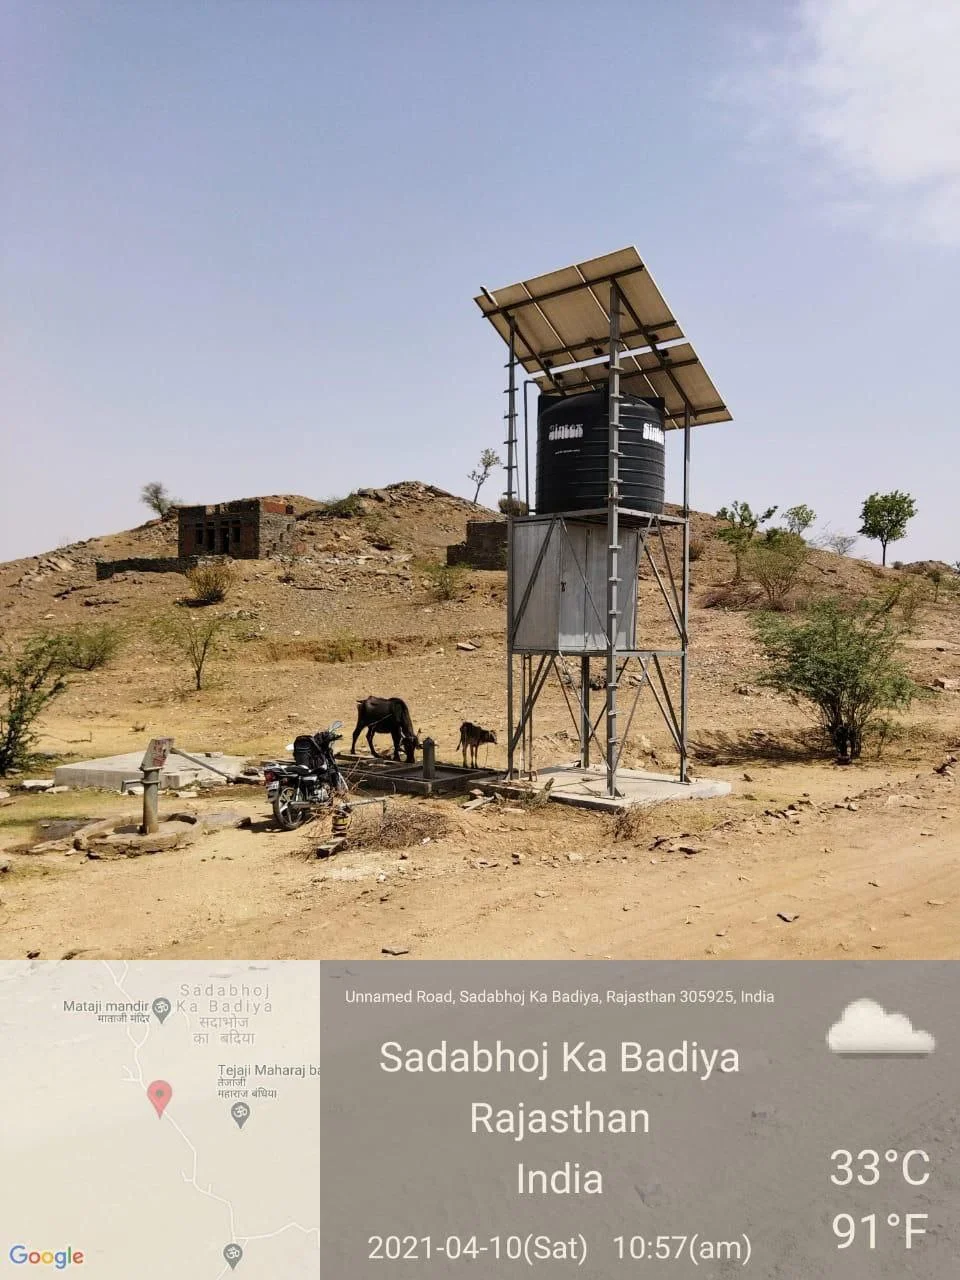 Sintex
Sintex
Mataji mandir
माताजी मंदिर
Sadabhoj
Ka Badiya
सदाभोज
का बदिया
Tejaji Maharaj ba
तेजाजी
महाराज बंधिया
Google
Unnamed Road, Sadabhoj Ka Badiya, Rajasthan 305925, India
Sadabhoj Ka Badiya
Rajasthan
India
2021-04-10(Sat) 10:57(am)
33°C
91°F